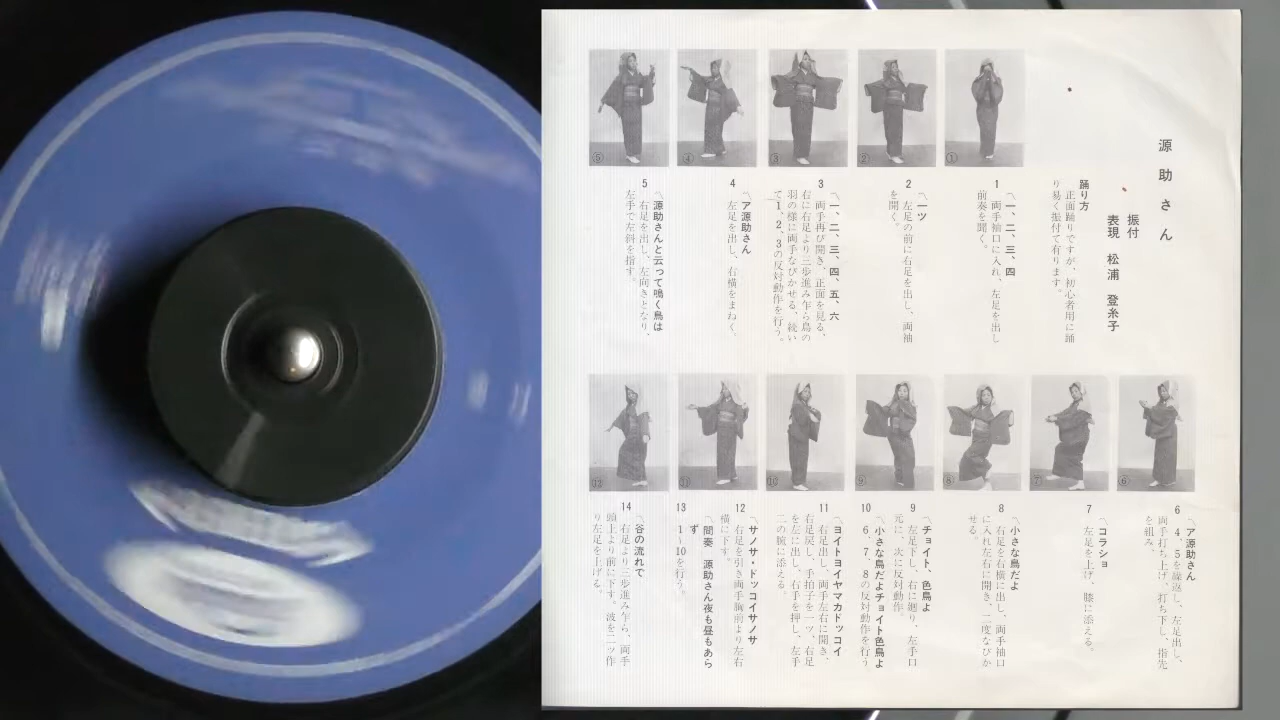 源助さん
振付
表現　松浦　登糸子
踊り方
正面踊りですが、初心者用に踊
り易く振付て有ります。
1
〽一、二、三、四
両手袖口に入れ、左足を出し
前奏を聞く。
2
〽一ツ
左足の前に右足を出し、両袖
を開く。
3
〽一、二、三、四、五、六
両手再び開き、正面を見る、
右に右足より三歩進み乍ら鳥の
羽の様に両手なびかせる、続い
て1、2、3の反対動作を行う。
4
〽ア源助さん
左足を出し、右横をまねく、
5
〽源助さんと云って鳴く鳥は
右足を出し、左向きとなり、
左手で左斜を指す。
①
②
③
④
⑤
6
〽ア源助さん
4、5を繰返し、左足出し、
両手打ち上げ、打ち下し、指先
を組み、
7
〽コラショ
左足を上げ、膝に添える。
8
〽小さな鳥だよ
右足を右横に出し、両手袖口
に入れ左右に開き、二度なびか
せる。
9
〽チョイト、色鳥よ
左足下し、右に廻り、左手口
元に、次に反対動作。
10
〽小さな鳥だよチョイト色鳥よ
6、7、8の反対動作を行う
11
〽ヨイトヨイヤマカドッコイ
右足出し、両手左右に開き、
右足戻し、手拍子を一ツ、右足
を左に出し、右手を押し、左手
二の腕に添える。
12
〽サノサ・ドッコイサノサ
右足を引き両手胸前より左右
横に下す。
13
〽間奏　源助さん夜も昼もあら
ず
1〜10を行う。
14
〽谷の流れで
右足より三歩進み乍ら、両手
頭上より前に下す。波を二ッ作
り左足を上げる。
⑥
⑦
⑧
⑨
⑩
⑪
⑫